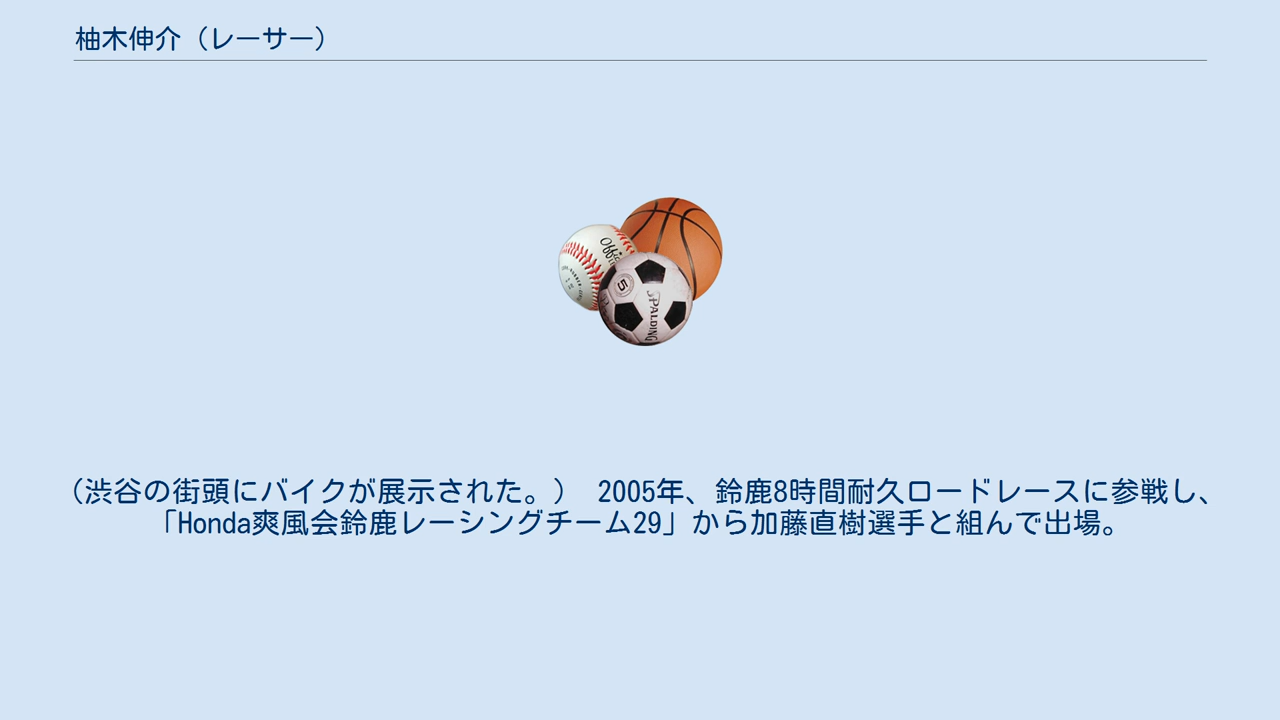 柚木伸介（レーサー）
Offic
5
SPALDING
（渋谷の街頭にバイクが展示された。） 2005年、鈴鹿8時間耐久ロードレースに参戦し、
「Honda爽風会鈴鹿レーシングチーム29」から加藤直樹選手と組んで出場。